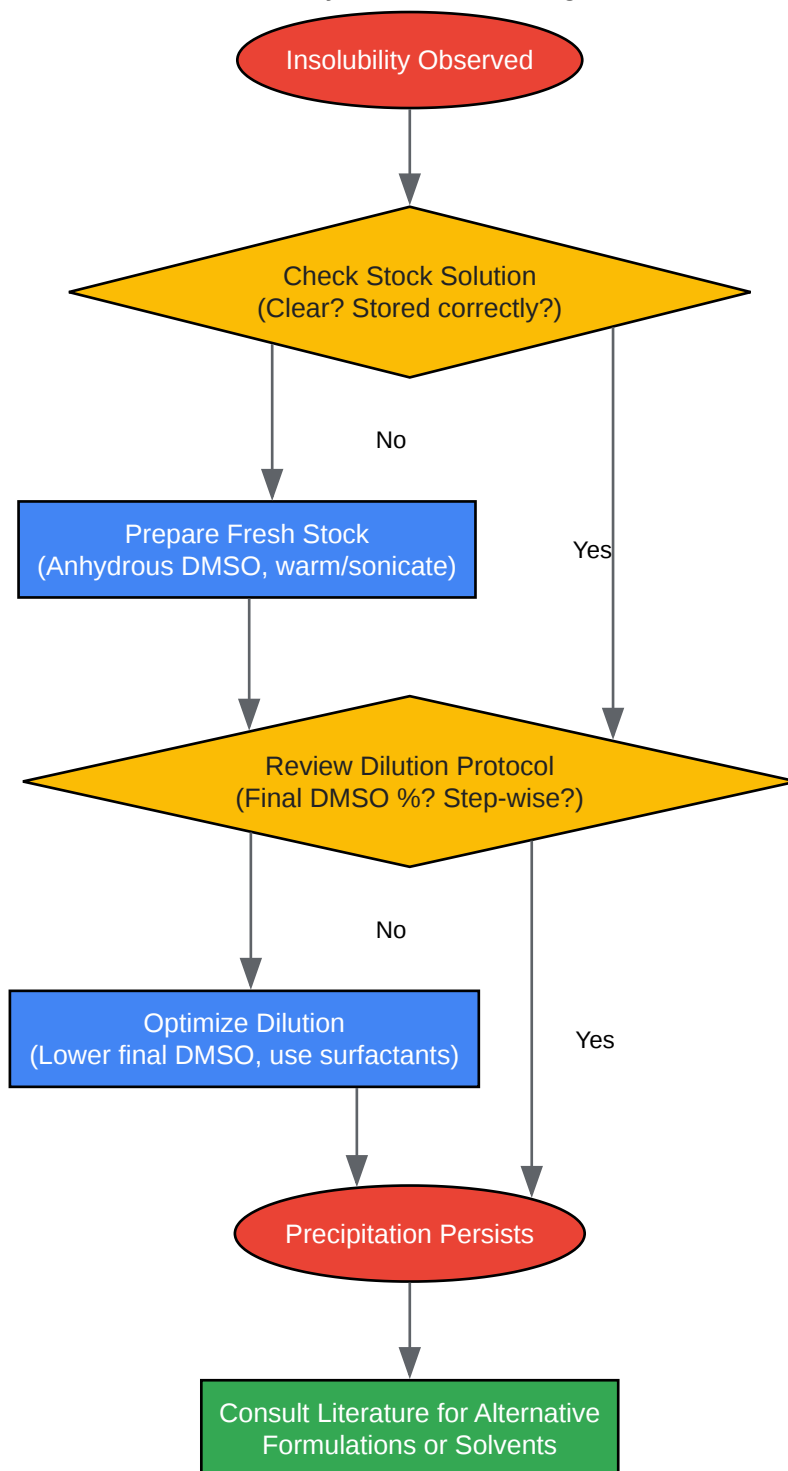 Insolubility Observed
Check Stock Solution
(Clear? Stored correctly?)
No
Prepare Fresh Stock
(Anhydrous DMSO, warm/sonicate)
Yes
Review Dilution Protocol
(Final DMSO %? Step-wise?)
No
Optimize Dilution
(Lower final DMSO, use surfactants)
Yes
Precipitation Persists
Consult Literature for Alternative
Formulations or Solvents